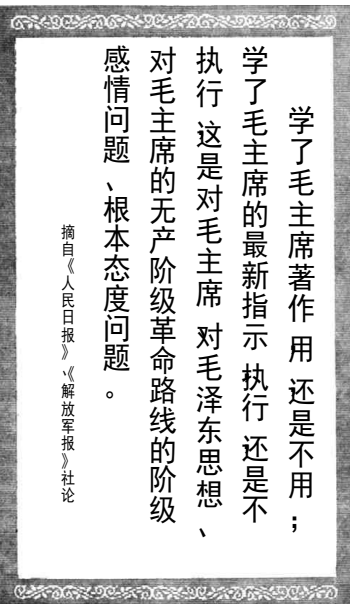 学了毛主席著作 用 还是不用；
学了毛主席的最新指示 执行 还是不
执行 这是对毛主席 对毛泽东思想、
对毛主席的无产阶级革命路线的阶级
感情问题、根本态度问题。
摘自《人民日报》、《解放军报》社论